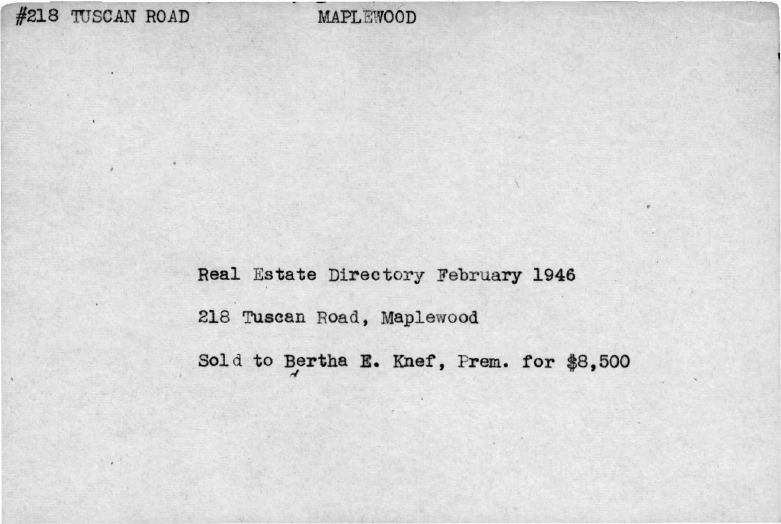 #218 TUSCAN ROAD MAPLEWOOD
Real Estate Directory February 1946
218 Tuscan Road, Maplewood
Sold to Bertha E. Knef, Prem. for $8,500